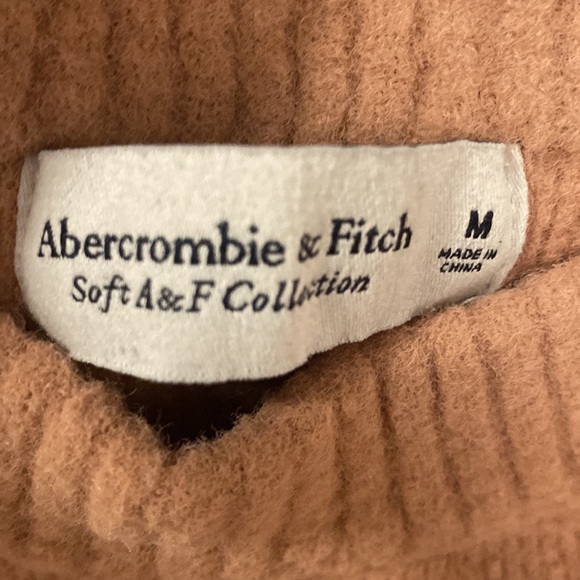 Abercrombie & Fitch
Soft A&F Collection
M
MADE IN
CHINA